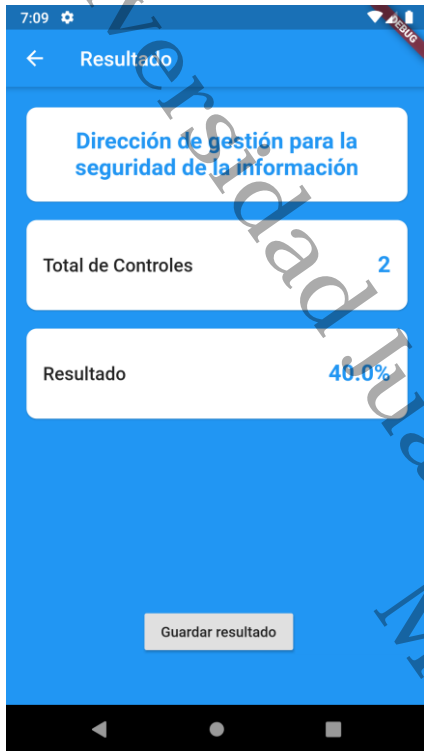 7:09
DEBUG
Resultado
Dirección de gestión para la
seguridad de la información
Total de Controles
2
Resultado
40.0%
Guardar resultado